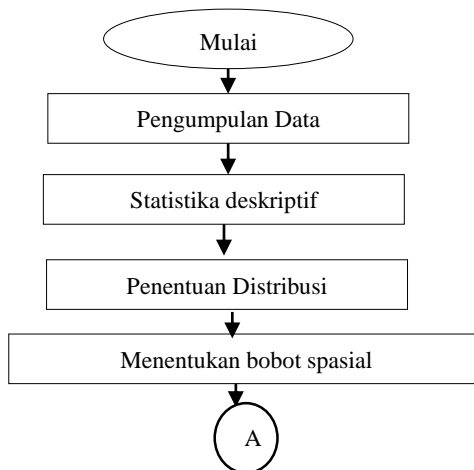 Mulai
Pengumpulan Data
Statistika deskriptif
Penentuan Distribusi
Menentukan bobot spasial
A